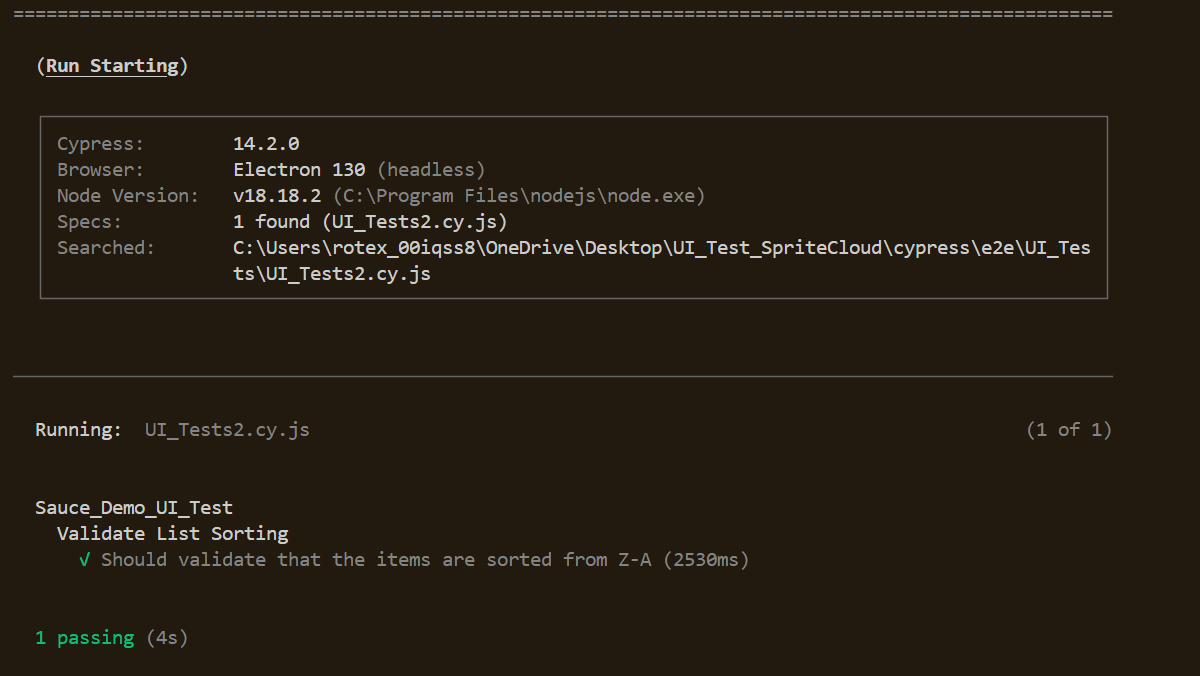 ====================================================================================================
(Run Starting)
Cypress: 14.2.0
Browser: Electron 130 (headless)
Node Version: v18.18.2 (C:\Program Files\nodejs\node.exe)
Specs: 1 found (UI_Tests2.cy.js)
Searched: C:\Users\rotex_00iqss8\OneDrive\Desktop\UI_Test_SpriteCloud\cypress\e2e\UI_Tes
ts\UI_Tests2.cy.js
Running: UI_Tests2.cy.js (1 of 1)
Sauce_Demo_UI_Test
Validate List Sorting
√ Should validate that the items are sorted from Z-A (2530ms)
1 passing (4s)